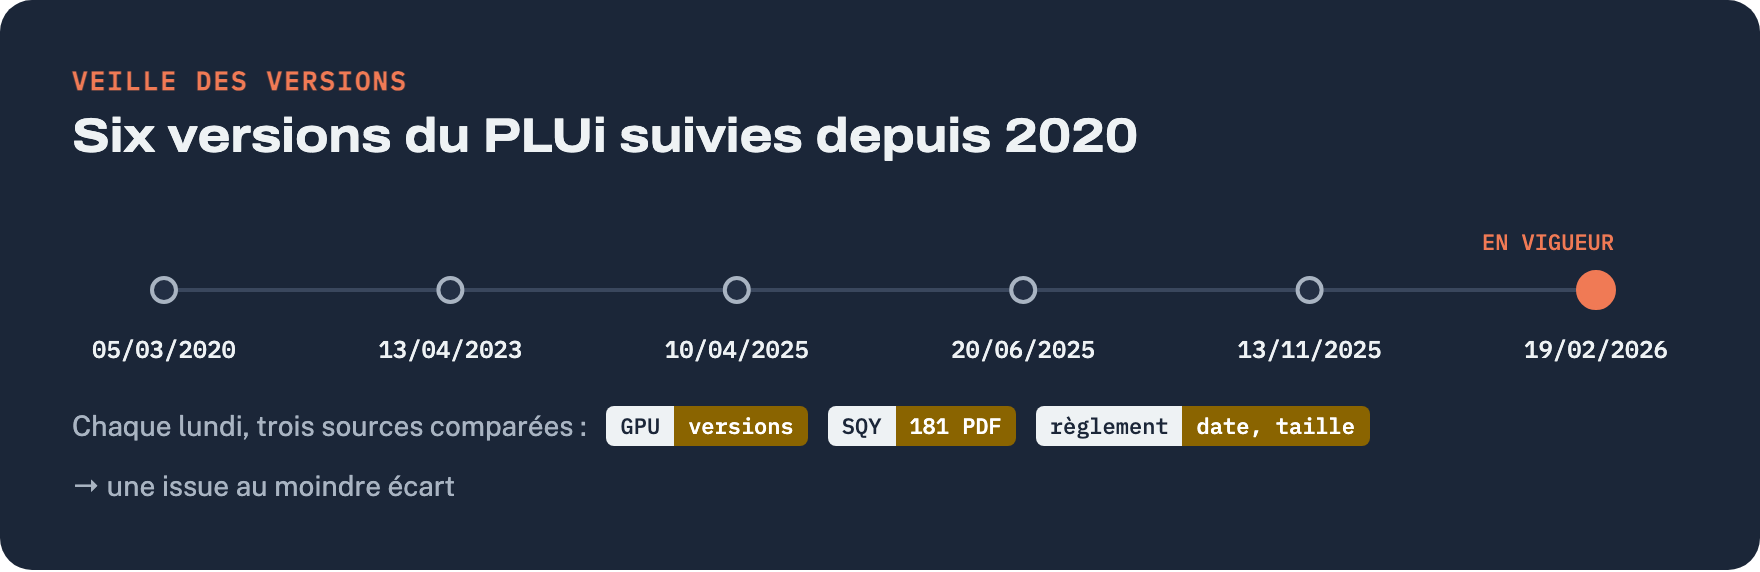 VEILLE DES VERSIONS
Six versions du PLUi suivies depuis 2020
EN VIGUEUR
05/03/2020 13/04/2023 10/04/2025 20/06/2025 13/11/2025 19/02/2026
Chaque lundi, trois sources comparées : GPU versions SQY 181 PDF règlement date, taille
→ une issue au moindre écart